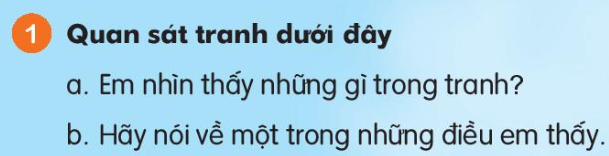 1 Quan sát tranh dưới đây
a. Em nhìn thấy những gì trong tranh?
b. Hãy nói về một trong những điều em thấy.